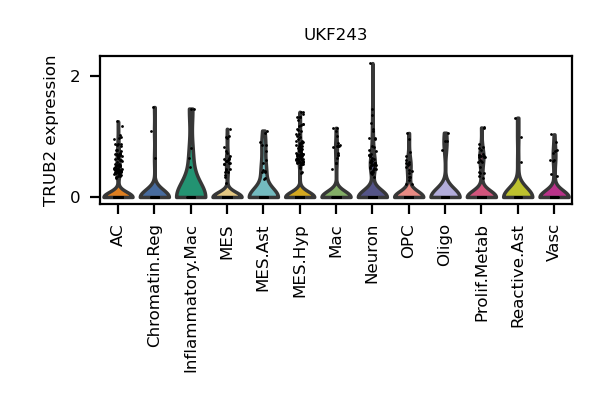 UKF243
TRUB2 expression
2
0
AC
Chromatin.Reg
Inflammatory.Mac
MES
MES.Ast
MES.Hyp
Mac
Neuron
OPC
Oligo
Prolif.Metab
Reactive.Ast
Vasc